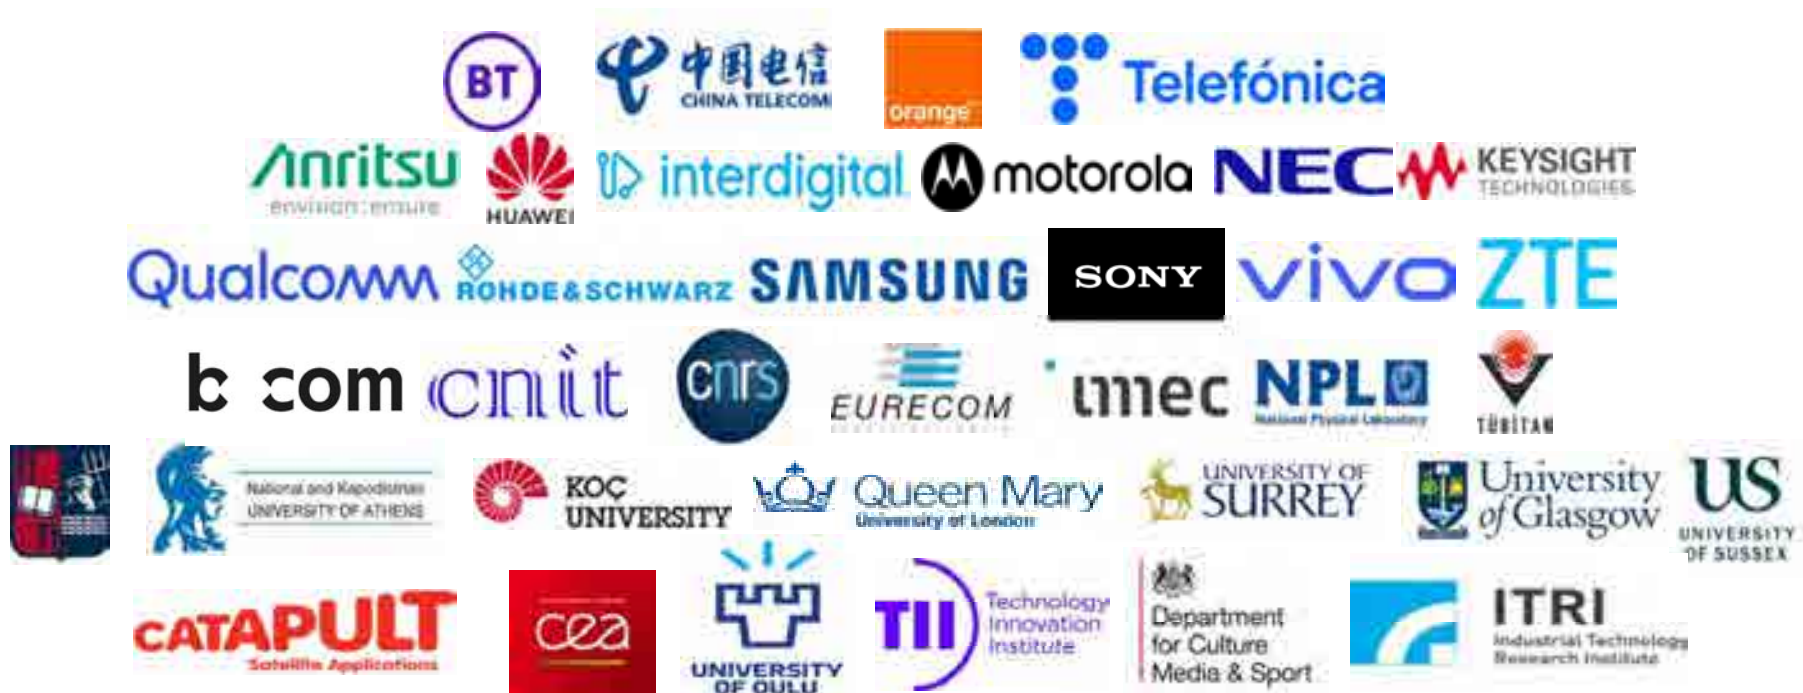 BT
中国电信
CHINA TELECOM
orange
Telefónica
Anritsu
envision : ensure
HUAWEI
interdigital
motorola
NEC
KEYSIGHT
TECHNOLOGIES
Qualcomm
ROHDE & SCHWARZ
SAMSUNG
SONY
vivo
ZTE
b com
cnit
cnrs
EURECOM
imec
NPL
National Physical Laboratory
TÜBİTAK
National and Kapodistrian
UNIVERSITY OF ATHENS
KOÇ
UNIVERSITY
Queen Mary
University of London
UNIVERSITY OF
SURREY
University
of Glasgow
US
UNIVERSITY
OF SUSSEX
CATAPULT
Satellite Applications
cea
UNIVERSITY
OF OULU
TII
Technology
Innovation
Institute
Department
for Culture
Media & Sport
ITRI
Industrial Technology
Research Institute